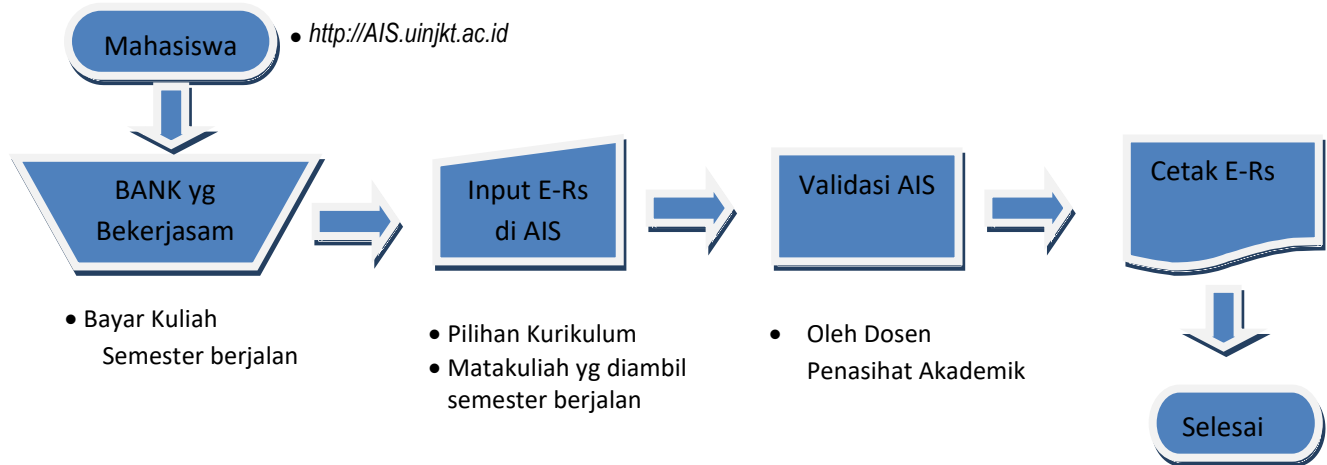 Mahasiswa
• http://AIS.uinjkt.ac.id
BANK yg
Bekerjasam
Input E-Rs
di AIS
Validasi AIS
Cetak E-Rs
• Bayar Kuliah
Semester berjalan
• Pilihan Kurikulum
• Matakuliah yg diambil
semester berjalan
• Oleh Dosen
Penasihat Akademik
Selesai